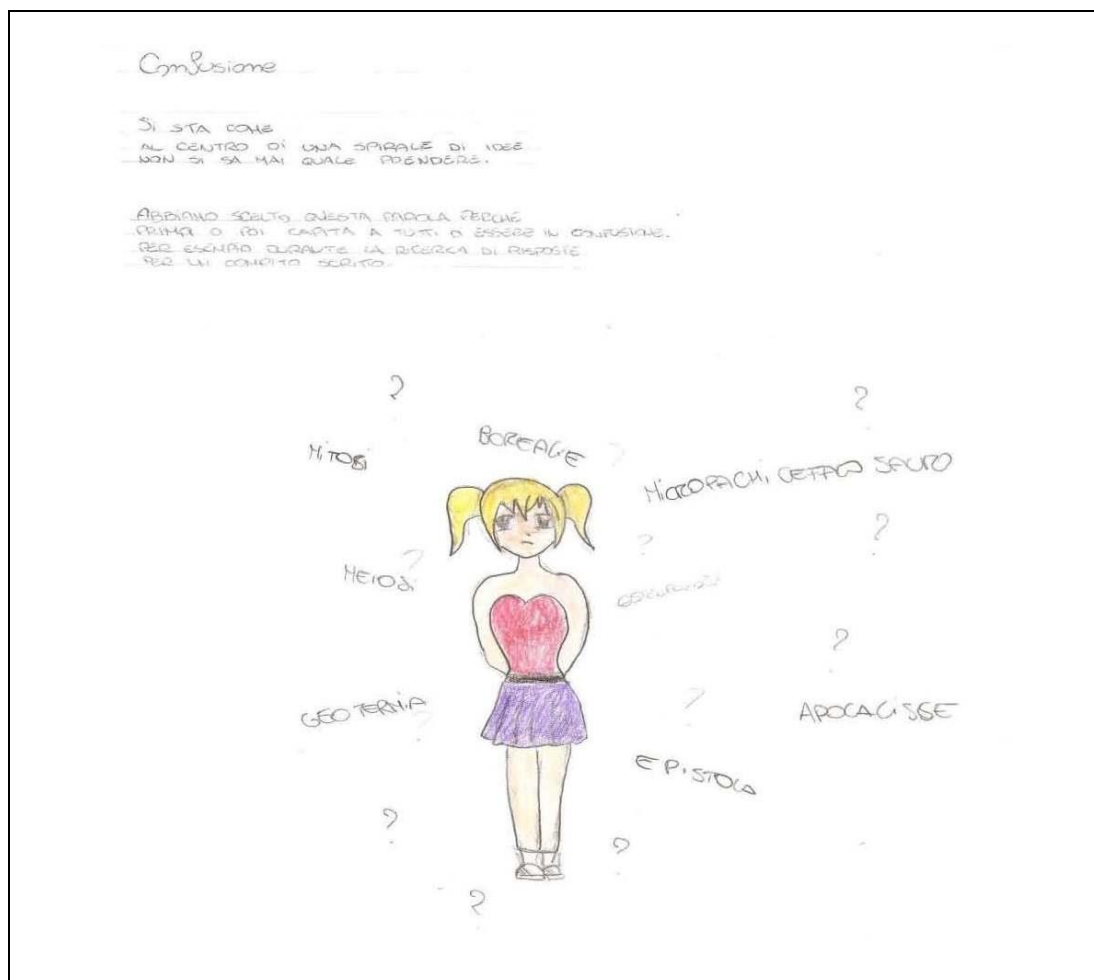 Confusione
SI STA COME
AL CENTRO DI UNA SPIRALE DI IDEE
NON SI SA MAI QUALE PRENDERE.
ABBIAMO SCELTO QUESTA PAROLA PERCHÉ
PRIMA O POI CAPITA A TUTTI D ESSERE IN CONFUSIONE.
PER ESEMPIO DURANTE LA RICERCA DI RISPOSTE
PER UN COMPITO SCRITTO.
?
?
BOREALE
?
MITOSI
MICROPACHICEFALO SAURO
?
?
?
MEIOSI
?
?
GEOTERMIA
?
APOCALISSE
EPISTOLA
?
?
?